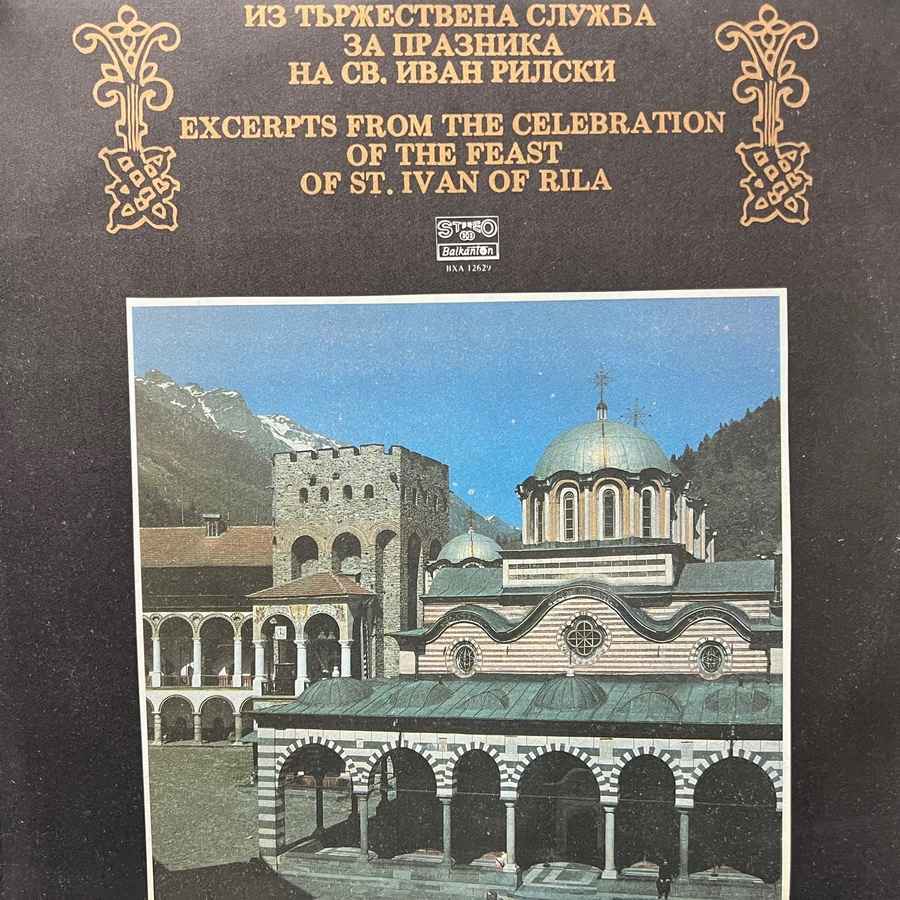 ИЗ ТЪРЖЕСТВЕНА СЛУЖБА
ЗА ПРАЗНИКА
НА СВ. ИВАН РИЛСКИ
EXCERPTS FROM THE CELEBRATION
OF THE FEAST
OF ST. IVAN OF RILA
STEREO
Balkanton
ВХА 12629